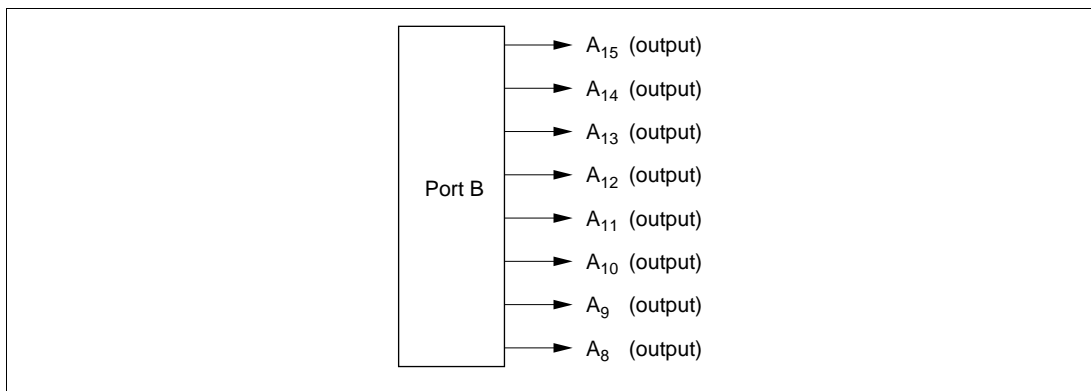 A15 (output)
A14 (output)
A13 (output)
A12 (output)
Port B
A11 (output)
A10 (output)
A9 (output)
A8 (output)